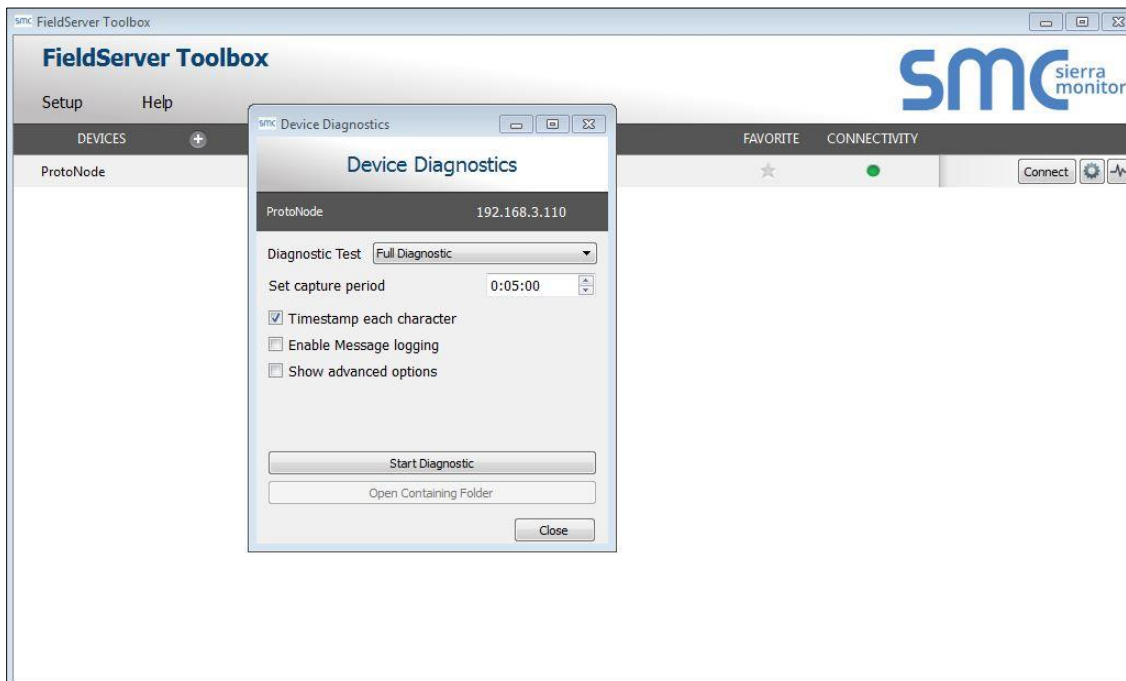 smc FieldServer Toolbox
FieldServer Toolbox
smc sierra monitor
Setup Help
DEVICES FAVORITE CONNECTIVITY
ProtoNode Connect
smc Device Diagnostics
Device Diagnostics
ProtoNode 192.168.3.110
Diagnostic Test Full Diagnostic
Set capture period 0:05:00
Timestamp each character
Enable Message logging
Show advanced options
Start Diagnostic
Open Containing Folder
Close